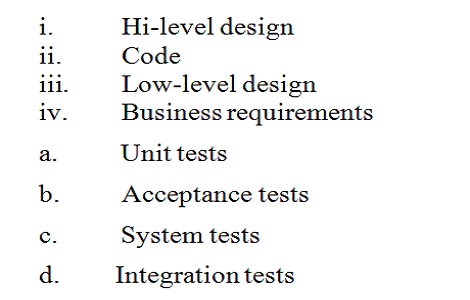 i. Hi-level design
ii. Code
iii. Low-level design
iv. Business requirements
a. Unit tests
b. Acceptance tests
c. System tests
d. Integration tests